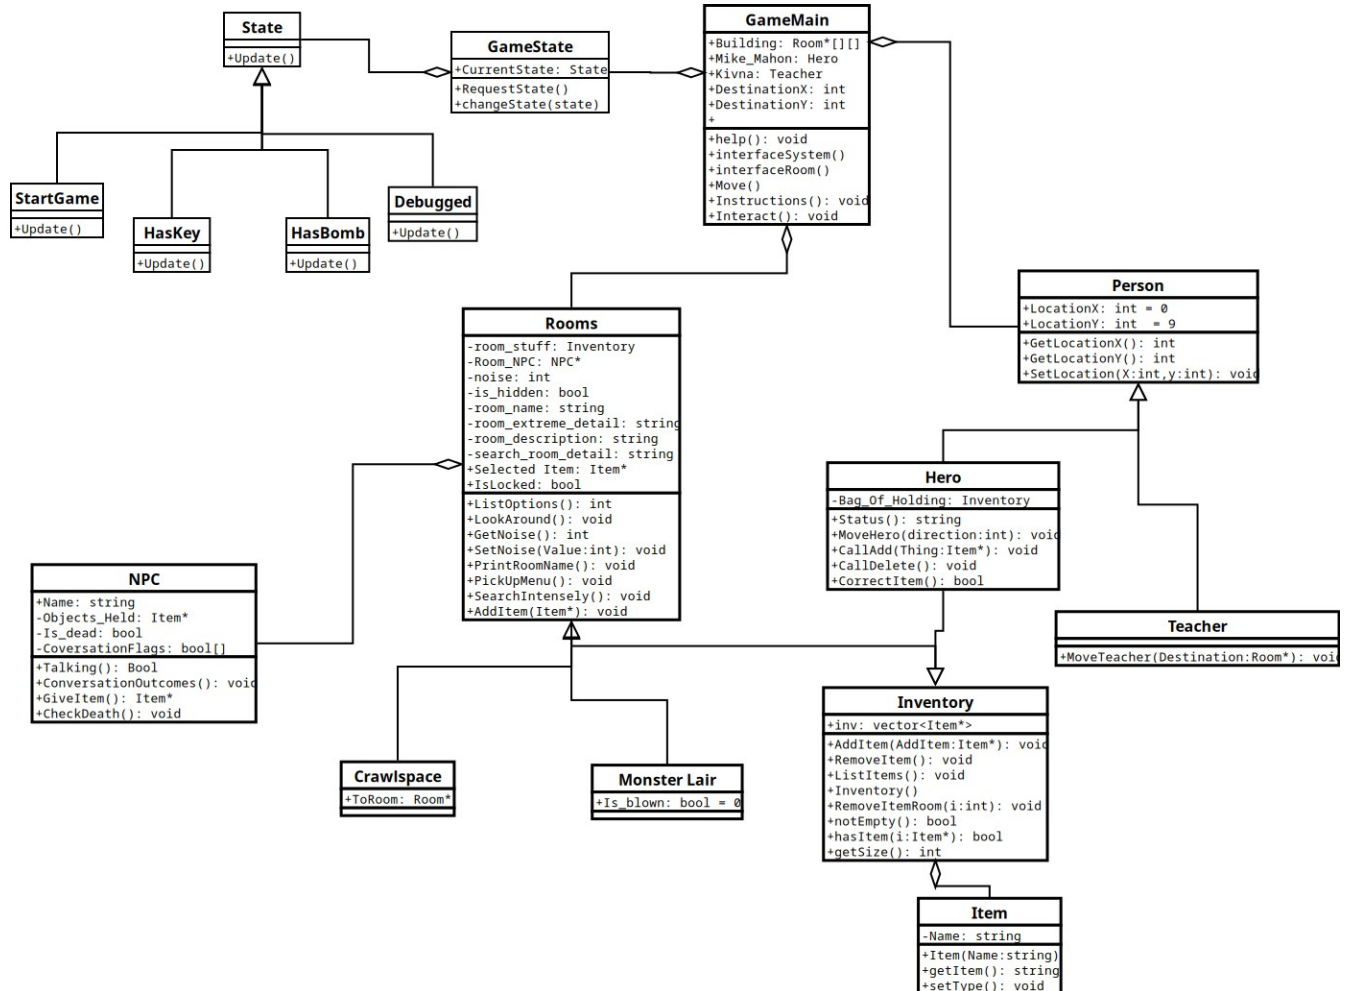 State
+Update()
GameState
+CurrentState: State
+RequestState()
+changeState(state)
GameMain
+Building: Room*[][]
+Mike_Mahon: Hero
+Kivna: Teacher
+DestinationX: int
+DestinationY: int
+
+help(): void
+interfaceSystem()
+interfaceRoom()
+Move()
+Instructions(): void
+Interact(): void
StartGame
+Update()
HasKey
+Update()
HasBomb
+Update()
Debugged
+Update()
Person
+LocationX: int = 0
+LocationY: int = 9
+GetLocationX(): int
+GetLocationY(): int
+SetLocation(X:int,y:int): void
Rooms
-room_stuff: Inventory
-Room_NPC: NPC*
-noise: int
-is_hidden: bool
-room_name: string
-room_extreme_detail: string
-room_description: string
-search_room_detail: string
+Selected Item: Item*
+IsLocked: bool
+ListOptions(): int
+LookAround(): void
+GetNoise(): int
+SetNoise(Value:int): void
+PrintRoomName(): void
+PickUpMenu(): void
+SearchIntensely(): void
+AddItem(Item*): void
Hero
-Bag_Of_Holding: Inventory
+Status(): string
+MoveHero(direction:int): void
+CallAdd(Thing:Item*): void
+CallDelete(): void
+CorrectItem(): bool
NPC
+Name: string
-Objects_Held: Item*
-Is_dead: bool
-CoversationFlags: bool[]
+Talking(): Bool
+ConversationOutcomes(): void
+GiveItem(): Item*
+CheckDeath(): void
Teacher
+MoveTeacher(Destination:Room*): void
Inventory
+inv: vector<Item*>
+AddItem(AddItem:Item*): void
+RemoveItem(): void
+ListItems(): void
+Inventory()
+RemoveItemRoom(i:int): void
+notEmpty(): bool
+hasItem(i:Item*): bool
+getSize(): int
Crawlspace
+ToRoom: Room*
Monster Lair
+Is_blown: bool = 0
Item
-Name: string
+Item(Name:string)
+getItem(): string
+setType(): void